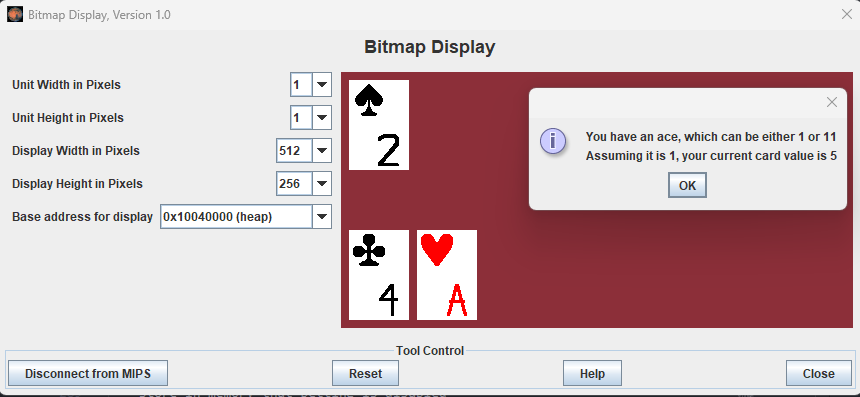 Bitmap Display, Version 1.0
Bitmap Display
Unit Width in Pixels 1
Unit Height in Pixels 1
Display Width in Pixels 512
Display Height in Pixels 256
Base address for display 0x10040000 (heap)
2
You have an ace, which can be either 1 or 11
Assuming it is 1, your current card value is 5
OK
4 A
Tool Control
Disconnect from MIPS Reset Help Close